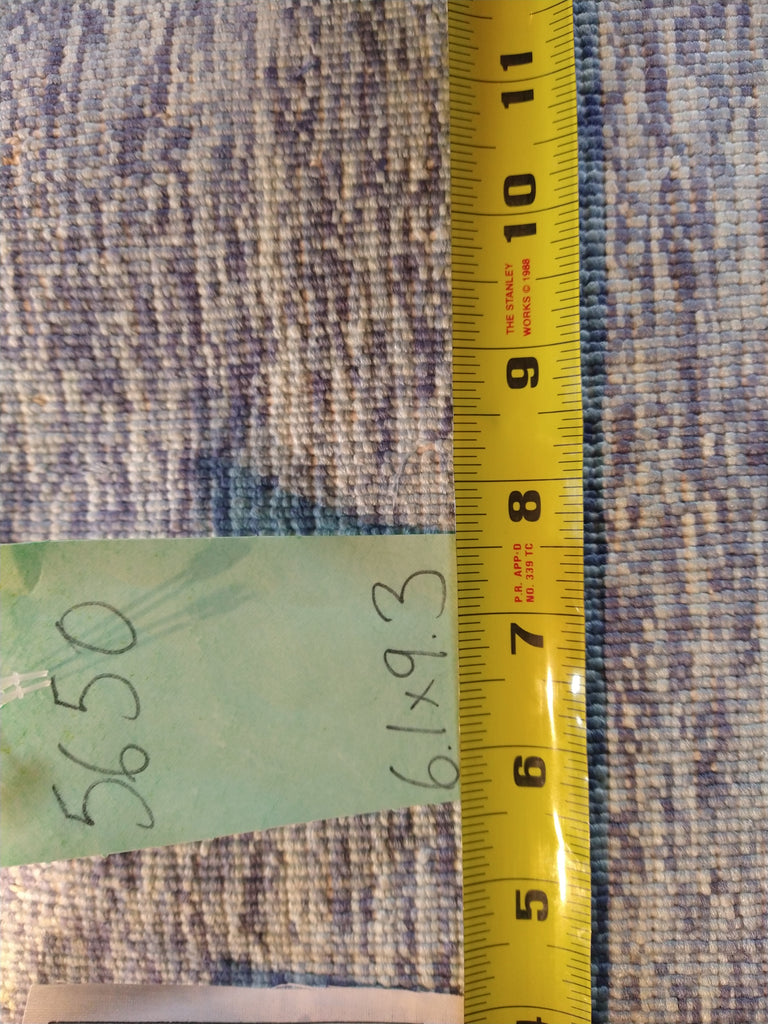 5650
6.1x9.3
5
6
7
P.R. APP'D
NO. 339 TC
8
9
THE STANLEY
WORKS © 1988
10
11